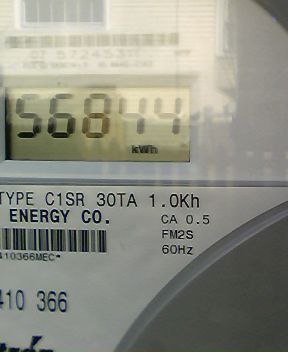 56844
kWh
TYPE C1SR 30TA 1.0Kh
ENERGY CO.
CA 0.5
FM2S
60Hz
410366MEC*
410 366